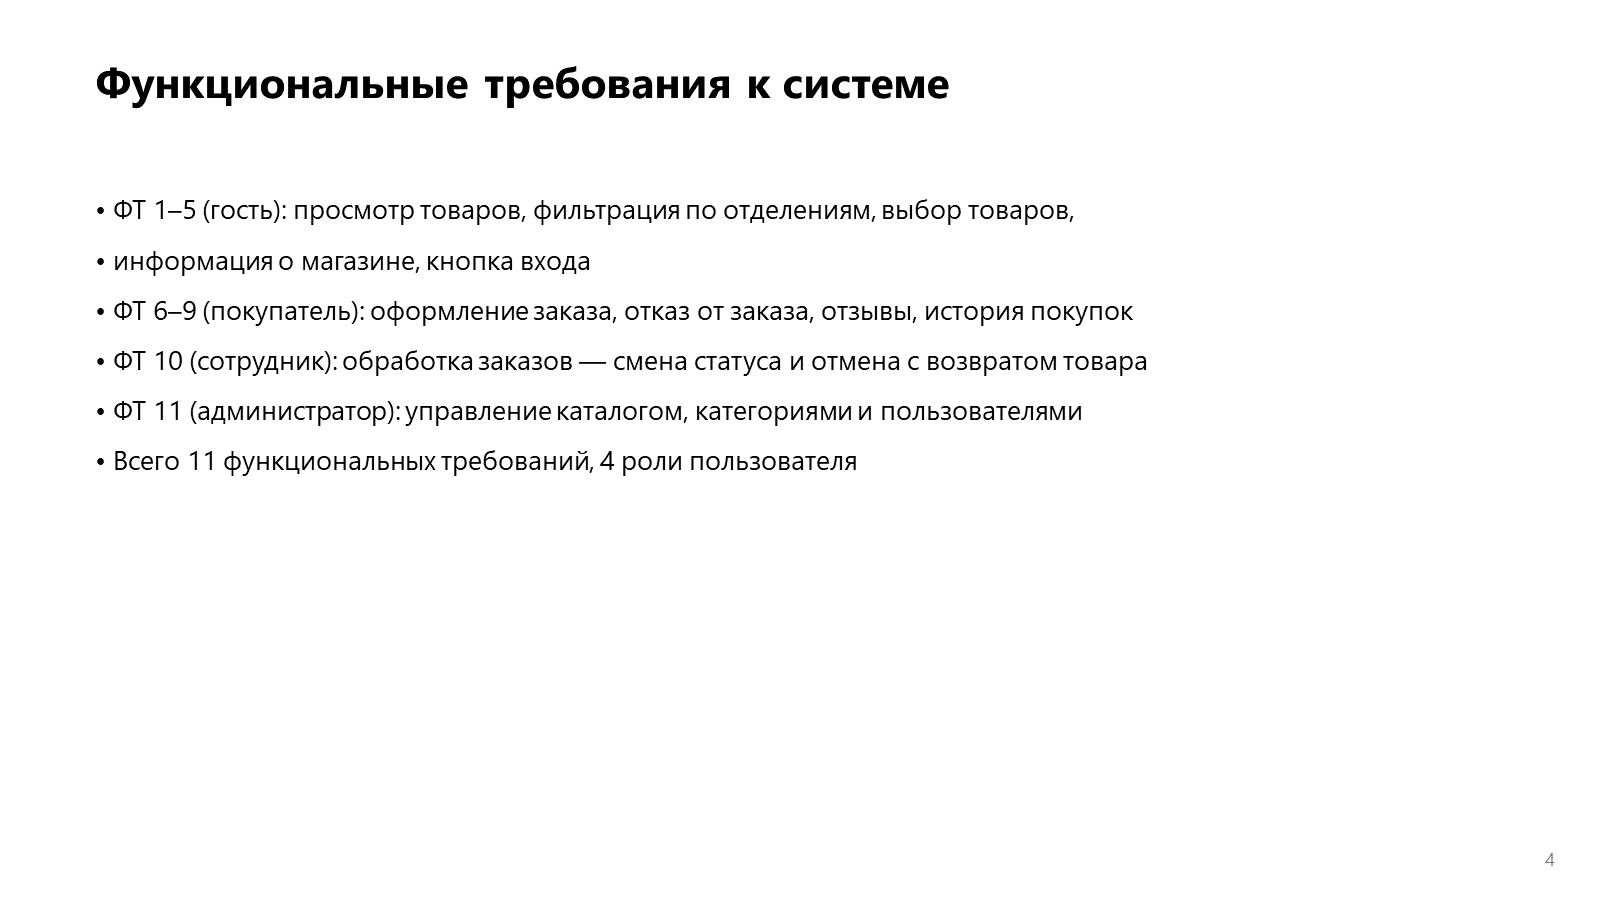 Функциональные требования к системе
• ФТ 1–5 (гость): просмотр товаров, фильтрация по отделениям, выбор товаров,
• информация о магазине, кнопка входа
• ФТ 6–9 (покупатель): оформление заказа, отказ от заказа, отзывы, история покупок
• ФТ 10 (сотрудник): обработка заказов — смена статуса и отмена с возвратом товара
• ФТ 11 (администратор): управление каталогом, категориями и пользователями
• Всего 11 функциональных требований, 4 роли пользователя
4